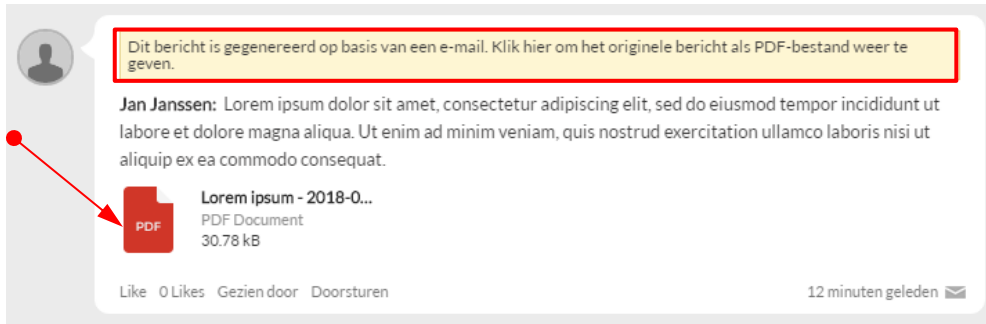 Dit bericht is gegenereerd op basis van een e-mail. Klik hier om het originele bericht als PDF-bestand weer te
geven.
Jan Janssen: Lorem ipsum dolor sit amet, consectetur adipiscing elit, sed do eiusmod tempor incididunt ut
labore et dolore magna aliqua. Ut enim ad minim veniam, quis nostrud exercitation ullamco laboris nisi ut
aliquip ex ea commodo consequat.
Lorem ipsum - 2018-0...
PDF
PDF Document
30.78 kB
Like 0 Likes Gezien door Doorsturen 12 minuten geleden